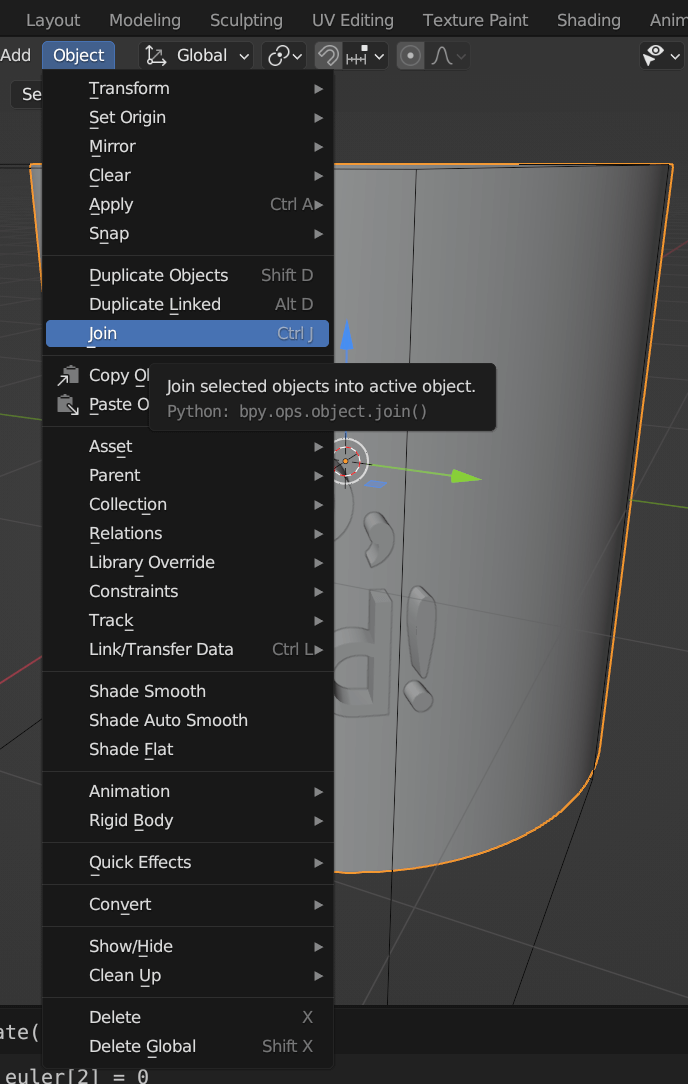 Layout Modeling Sculpting UV Editing Texture Paint Shading Anim
Add Object Global
Se
Transform
Set Origin
Mirror
Clear
Apply Ctrl A
Snap
Duplicate Objects Shift D
Duplicate Linked Alt D
Join Ctrl J
Copy Ob
Join selected objects into active object.
Paste O
Python: bpy.ops.object.join()
Asset
Parent
Collection
Relations
Library Override
Constraints
Track
Link/Transfer Data Ctrl L
Shade Smooth
Shade Auto Smooth
Shade Flat
Animation
Rigid Body
Quick Effects
Convert
Show/Hide
Clean Up
Delete X
Delete Global Shift X
ate(
euler[2] = 0